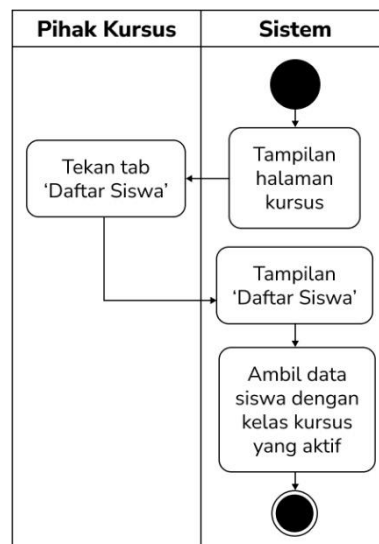 Pihak Kursus
Sistem
Tampilan
halaman
kursus
Tekan tab
‘Daftar Siswa’
Tampilan
‘Daftar Siswa’
Ambil data
siswa dengan
kelas kursus
yang aktif